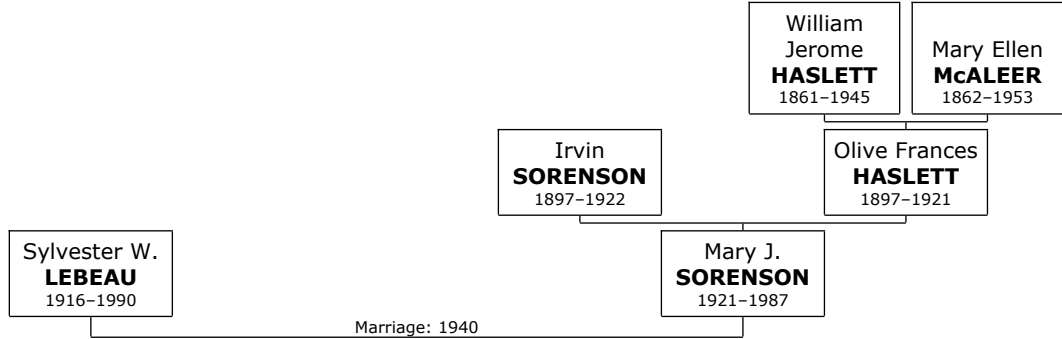 William
Jerome
HASLETT
1861–1945
Mary Ellen
McALEER
1862–1953
Irvin
SORENSON
1897–1922
Olive Frances
HASLETT
1897–1921
Sylvester W.
LEBEAU
1916–1990
Mary J.
SORENSON
1921–1987
Marriage: 1940